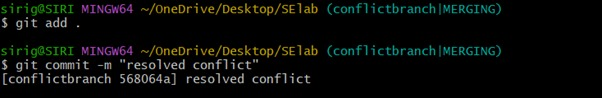 sirig@SIRI MINGW64 ~/OneDrive/Desktop/SElab (conflictbranch|MERGING)
$ git add .
sirig@SIRI MINGW64 ~/OneDrive/Desktop/SElab (conflictbranch|MERGING)
$ git commit -m "resolved conflict"
[conflictbranch 568064a] resolved conflict